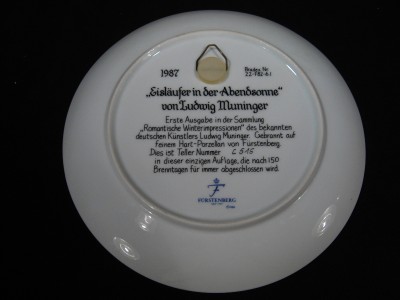 1987
Bradex Nr.
22-F82-6.1
„Eisläufer in der Abendsonne"
von Ludwig Muninger
Erste Ausgabe in der Sammlung
„Romantische Winterimpressionen" des bekannten
deutschen Künstlers Ludwig Muninger. Gebrannt auf
feinem Hart-Porzellan von Fürstenberg.
Dies ist Teller Nummer
in dieser einzigen Auflage, die nach 150
Brenntagen für immer abgeschlossen wird.
F
FÜRSTENBERG